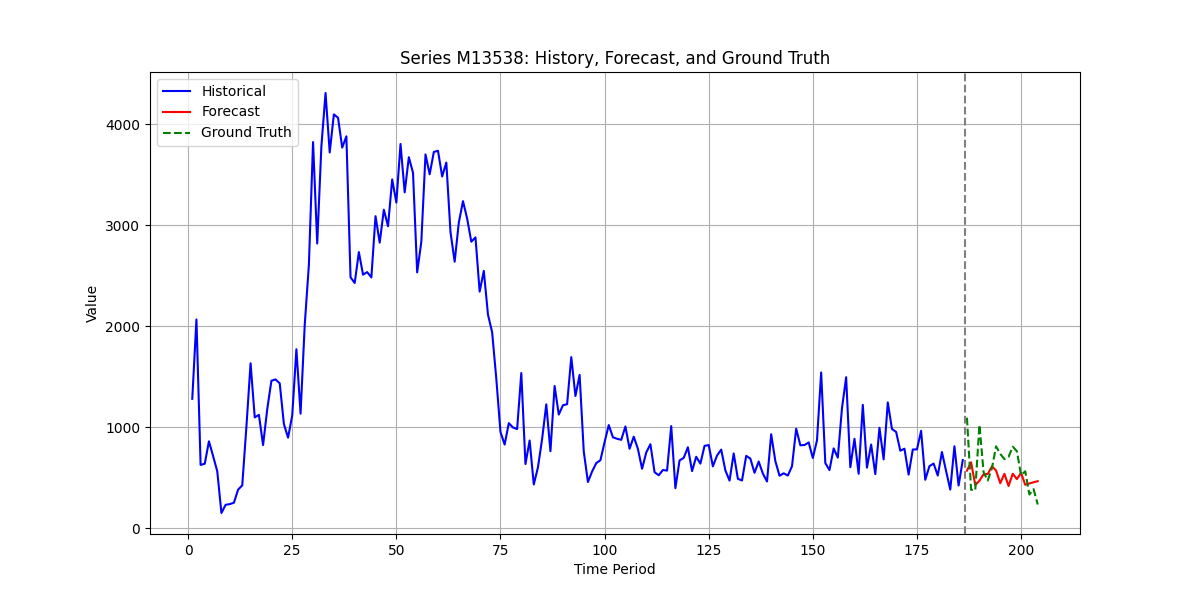 Series M13538: History, Forecast, and Ground Truth
Historical
Forecast
Ground Truth
Value
4000
3000
2000
1000
0
0 25 50 75 100 125 150 175 200
Time Period